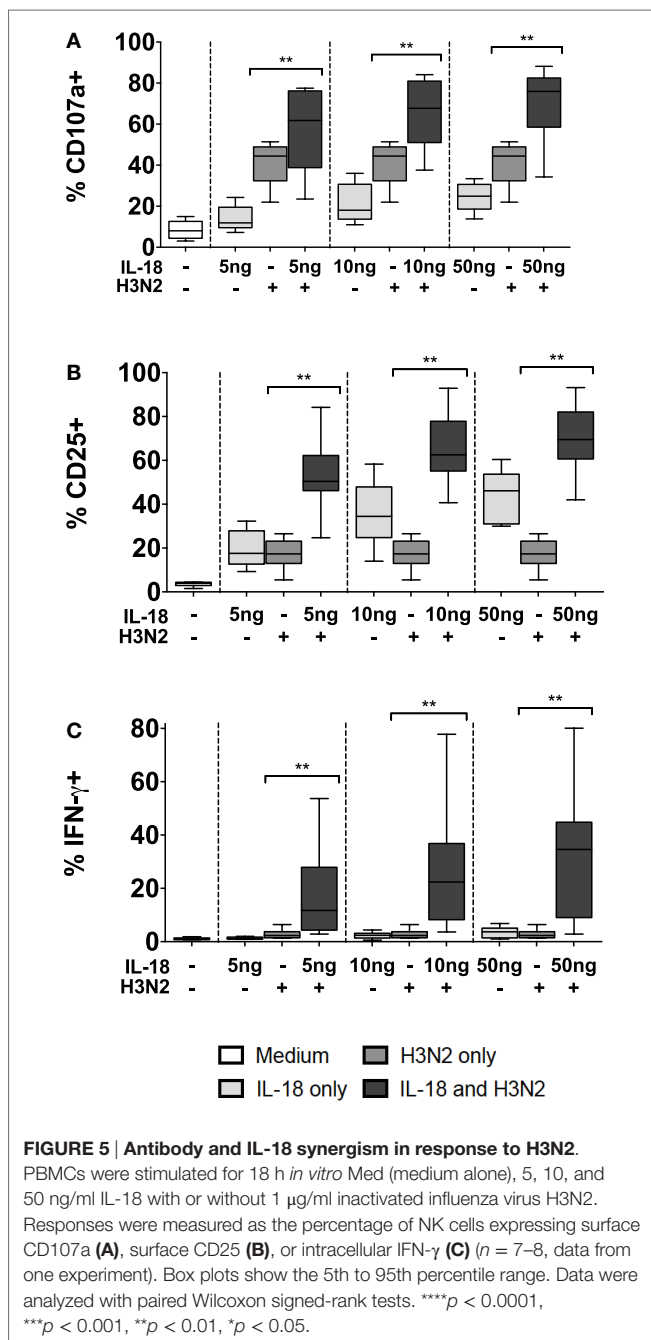 A
% CD107a+
100
80
60
40
20
0
** ** **
IL-18 - 5ng - 5ng 10ng - 10ng 50ng - 50ng
H3N2 - - + + - + + - + +
B
% CD25+
100
80
60
40
20
0
** ** **
IL-18 - 5ng - 5ng 10ng - 10ng 50ng - 50ng
H3N2 - - + + - + + - + +
C
% IFN-γ+
80
60
40
20
0
** ** **
IL-18 - 5ng - 5ng 10ng - 10ng 50ng - 50ng
H3N2 - - + + - + + - + +
Medium H3N2 only
IL-18 only IL-18 and H3N2
FIGURE 5 | Antibody and IL-18 synergism in response to H3N2.
PBMCs were stimulated for 18 h in vitro Med (medium alone), 5, 10, and
50 ng/ml IL-18 with or without 1 μg/ml inactivated influenza virus H3N2.
Responses were measured as the percentage of NK cells expressing surface
CD107a (A), surface CD25 (B), or intracellular IFN-γ (C) (n = 7–8, data from
one experiment). Box plots show the 5th to 95th percentile range. Data were
analyzed with paired Wilcoxon signed-rank tests. ****p < 0.0001,
***p < 0.001, **p < 0.01, *p < 0.05.